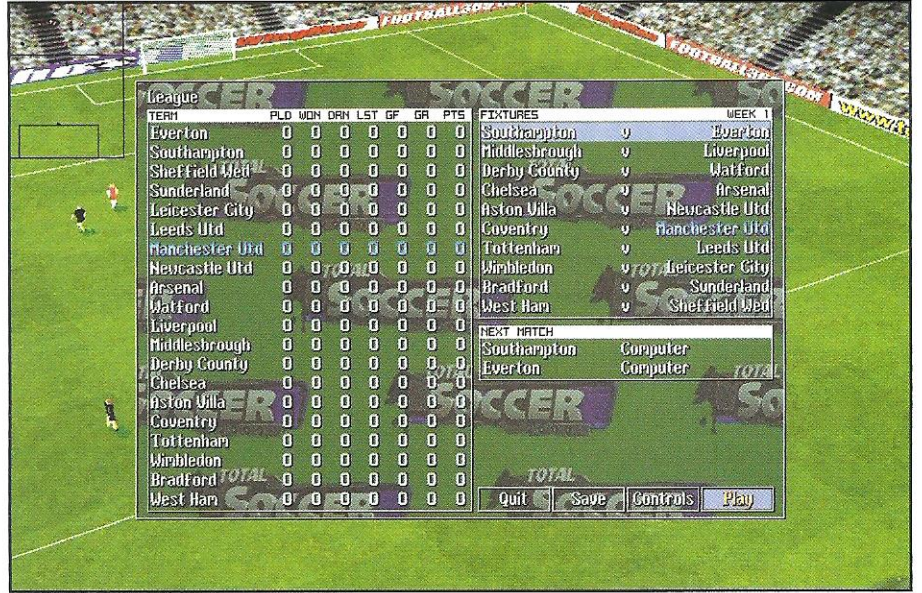 FOOTBALL365
FOOTBALL365.COM
League
TEAM PLD WON DRN LST GF GA PTS
Everton 0 0 0 0 0 0 0
Southampton 0 0 0 0 0 0 0
Sheffield Wed 0 0 0 0 0 0 0
Sunderland 0 0 0 0 0 0 0
Leicester City 0 0 0 0 0 0 0
Leeds Utd 0 0 0 0 0 0 0
Manchester Utd 0 0 0 0 0 0 0
Newcastle Utd 0 0 0 0 0 0 0
Arsenal 0 0 0 0 0 0 0
Watford 0 0 0 0 0 0 0
Liverpool 0 0 0 0 0 0 0
Middlesbrough 0 0 0 0 0 0 0
Derby County 0 0 0 0 0 0 0
Chelsea 0 0 0 0 0 0 0
Aston Villa 0 0 0 0 0 0 0
Coventry 0 0 0 0 0 0 0
Tottenham 0 0 0 0 0 0 0
Wimbledon 0 0 0 0 0 0 0
Bradford 0 0 0 0 0 0 0
West Ham 0 0 0 0 0 0 0
FIXTURES WEEK 1
Southampton v Everton
Middlesbrough v Liverpool
Derby County v Watford
Chelsea v Arsenal
Aston Villa v Newcastle Utd
Coventry v Manchester Utd
Tottenham v Leeds Utd
Wimbledon v Leicester City
Bradford v Sunderland
West Ham v Sheffield Wed
NEXT MATCH
Southampton Computer
Everton Computer
TOTAL
SOCCER
Quit Save Controls Play